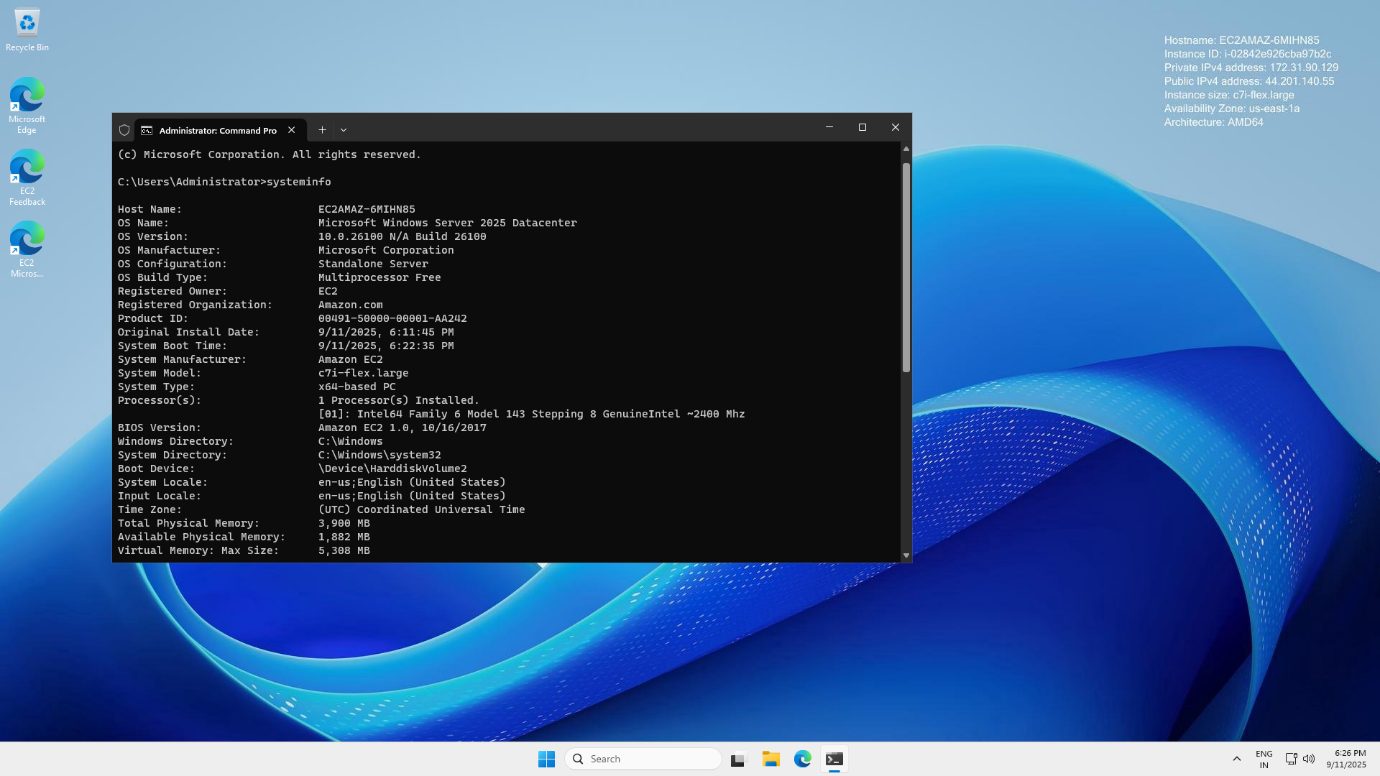 Recycle Bin
Microsoft
Edge
EC2
Feedback
EC2
Micros...
Hostname: EC2AMAZ-6MIHN85
Instance ID: i-02842e926cba97b2c
Private IPv4 address: 172.31.90.129
Public IPv4 address: 44.201.140.55
Instance size: c7i-flex.large
Availability Zone: us-east-1a
Architecture: AMD64
Administrator: Command Pro
(c) Microsoft Corporation. All rights reserved.
C:\Users\Administrator>systeminfo
Host Name: EC2AMAZ-6MIHN85
OS Name: Microsoft Windows Server 2025 Datacenter
OS Version: 10.0.26100 N/A Build 26100
OS Manufacturer: Microsoft Corporation
OS Configuration: Standalone Server
OS Build Type: Multiprocessor Free
Registered Owner: EC2
Registered Organization: Amazon.com
Product ID: 00491-50000-00001-AA242
Original Install Date: 9/11/2025, 6:11:45 PM
System Boot Time: 9/11/2025, 6:22:35 PM
System Manufacturer: Amazon EC2
System Model: c7i-flex.large
System Type: x64-based PC
Processor(s): 1 Processor(s) Installed.
[01]: Intel64 Family 6 Model 143 Stepping 8 GenuineIntel ~2400 Mhz
BIOS Version: Amazon EC2 1.0, 10/16/2017
Windows Directory: C:\Windows
System Directory: C:\Windows\system32
Boot Device: \Device\HarddiskVolume2
System Locale: en-us;English (United States)
Input Locale: en-us;English (United States)
Time Zone: (UTC) Coordinated Universal Time
Total Physical Memory: 3,900 MB
Available Physical Memory: 1,882 MB
Virtual Memory: Max Size: 5,308 MB
Search
ENG
IN
6:26 PM
9/11/2025